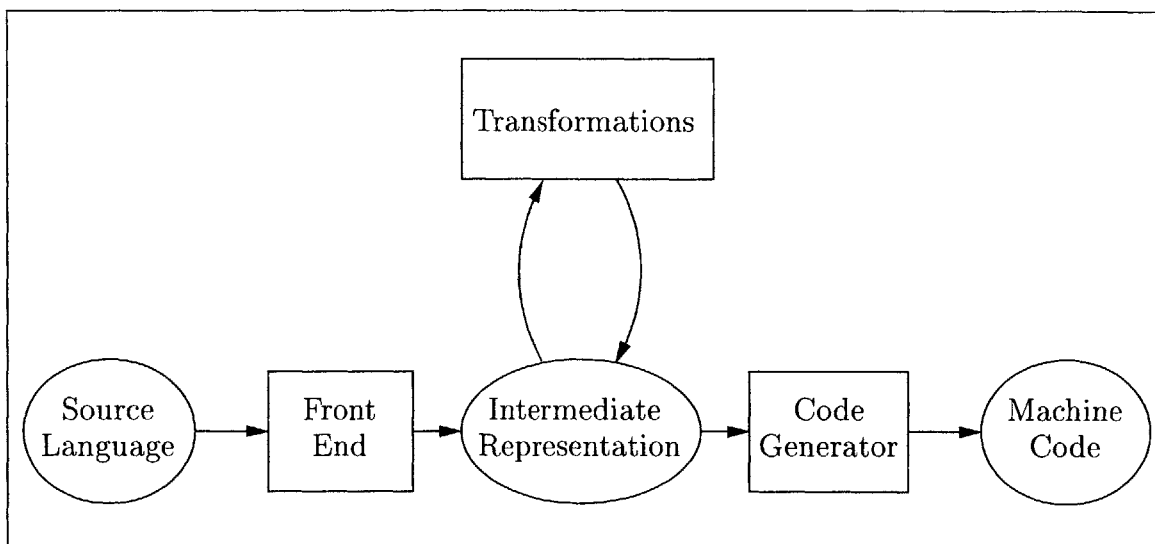 Transformations
Source
Language
Front
End
Intermediate
Representation
Code
Generator
Machine
Code